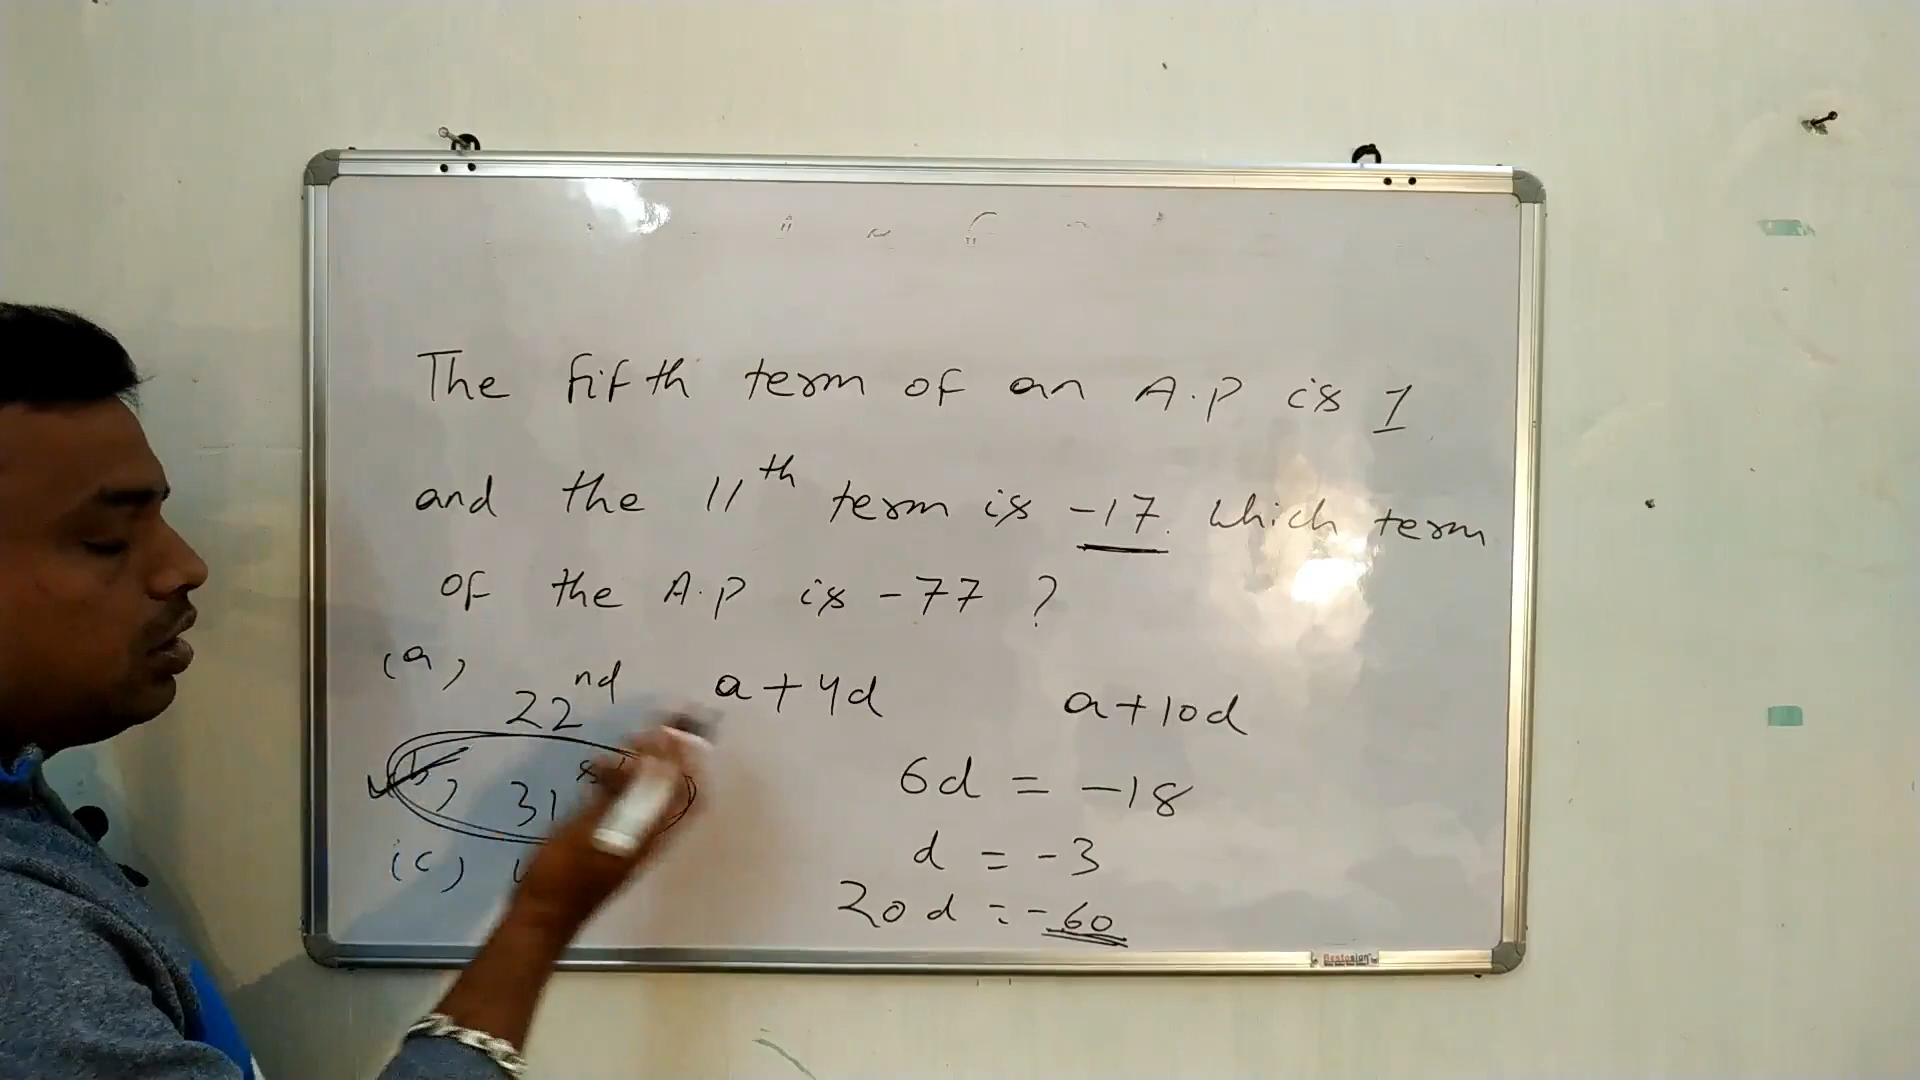 The fifth term of an A.P is 1
and the 11th term is -17. Which term
of the A.P is -77 ?
(a) 22nd
a+4d
a+10d
(b) 31st
6d = -18
(c)
d = -3
20d = -60